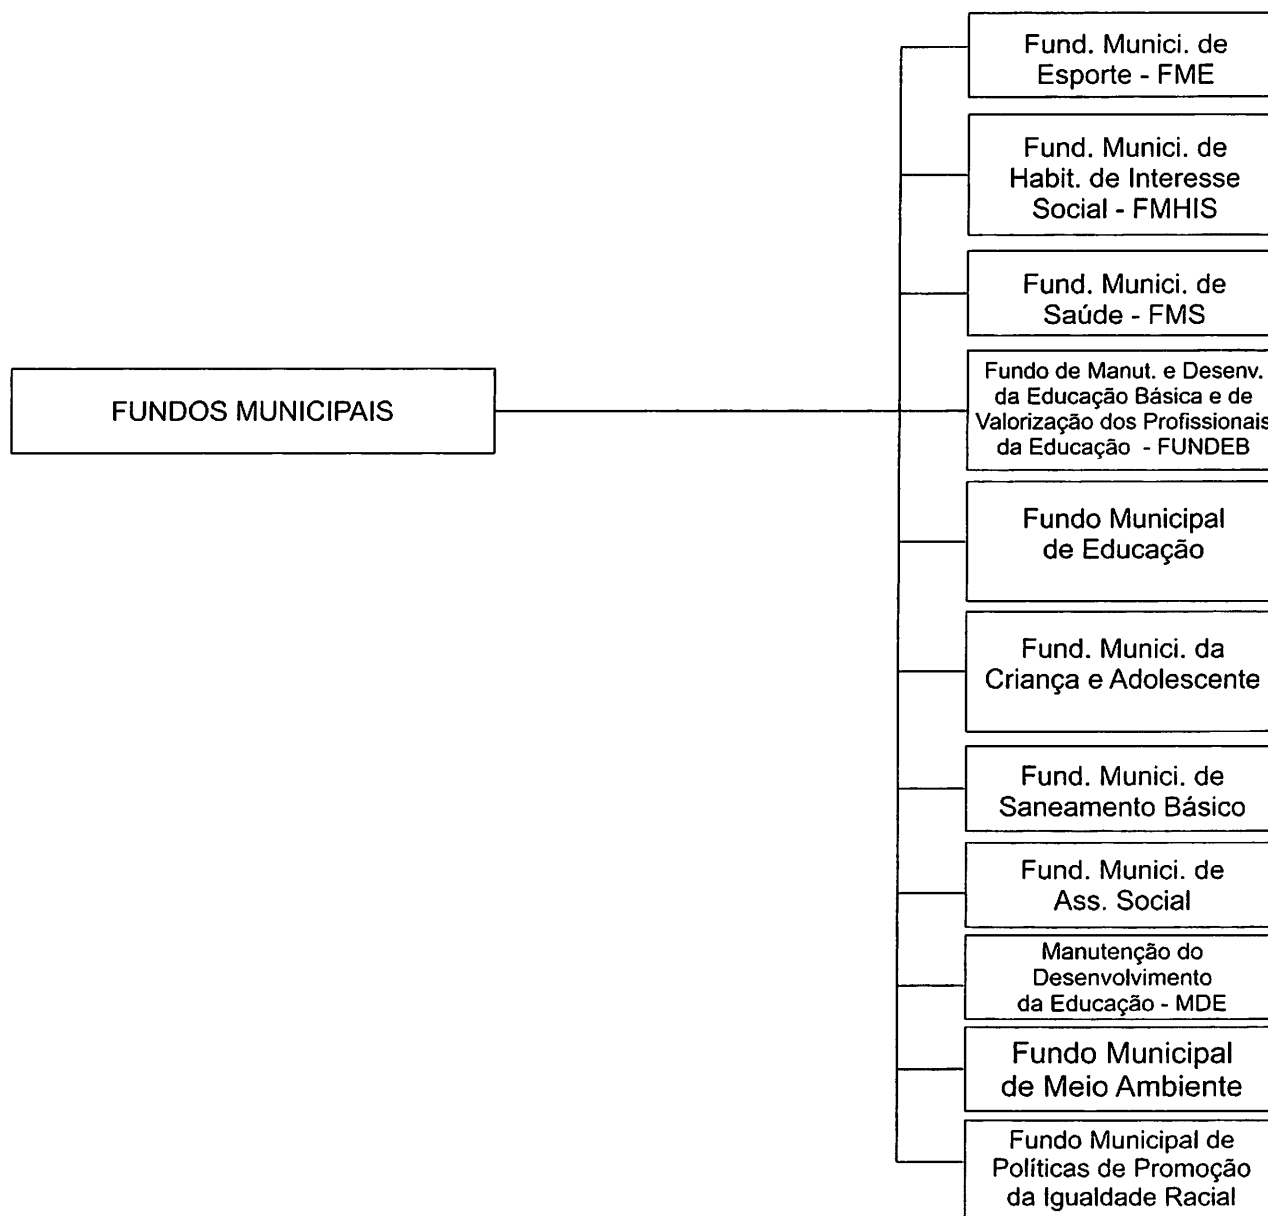 Fund. Munici. de
Esporte - FME
Fund. Munici. de
Habit. de Interesse
Social - FMHIS
Fund. Munici. de
Saúde - FMS
FUNDOS MUNICIPAIS
Fundo de Manut. e Desenv.
da Educação Básica e de
Valorização dos Profissionais
da Educação - FUNDEB
Fundo Municipal
de Educação
Fund. Munici. da
Criança e Adolescente
Fund. Munici. de
Saneamento Básico
Fund. Munici. de
Ass. Social
Manutenção do
Desenvolvimento
da Educação - MDE
Fundo Municipal
de Meio Ambiente
Fundo Municipal de
Políticas de Promoção
da Igualdade Racial